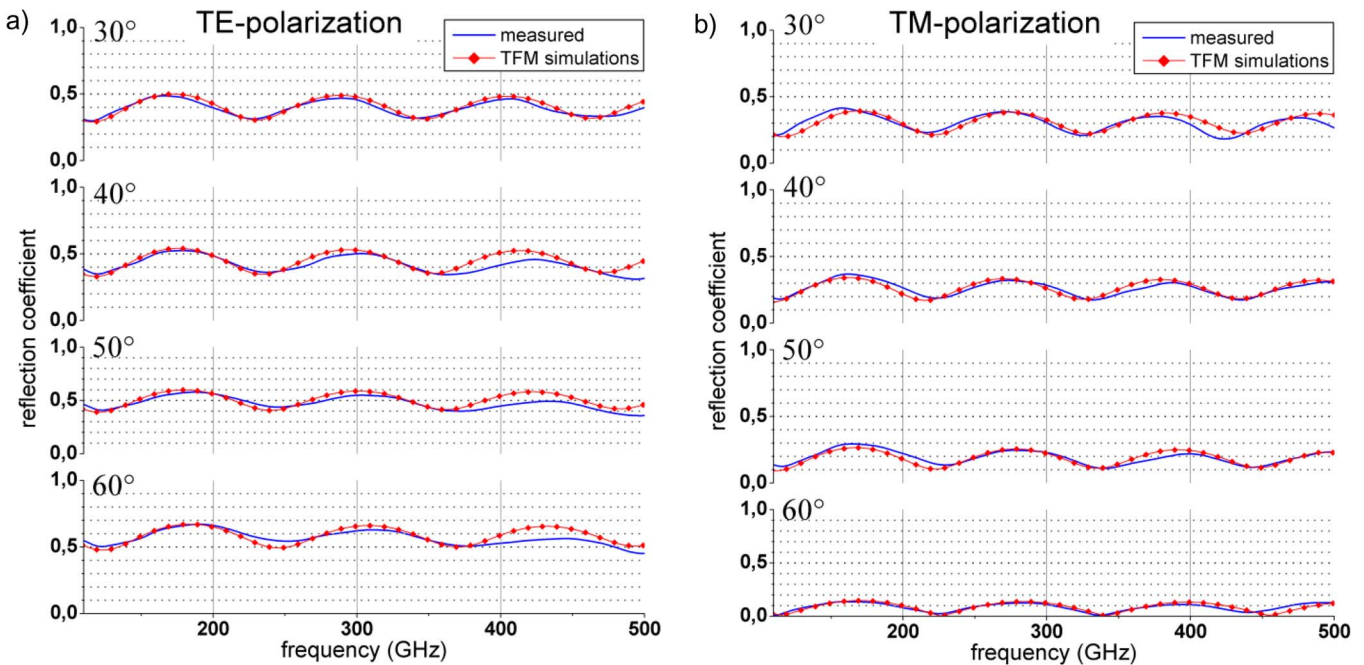 a)
TE-polarization
measured
TFM simulations
reflection coefficient
30°
1,0
0,5
0,0
40°
1,0
0,5
0,0
50°
1,0
0,5
0,0
60°
1,0
0,5
0,0
200 300 400 500
frequency (GHz)
b)
TM-polarization
measured
TFM simulations
reflection coefficient
30°
1,0
0,5
0,0
40°
1,0
0,5
0,0
50°
1,0
0,5
0,0
60°
1,0
0,5
0,0
200 300 400 500
frequency (GHz)